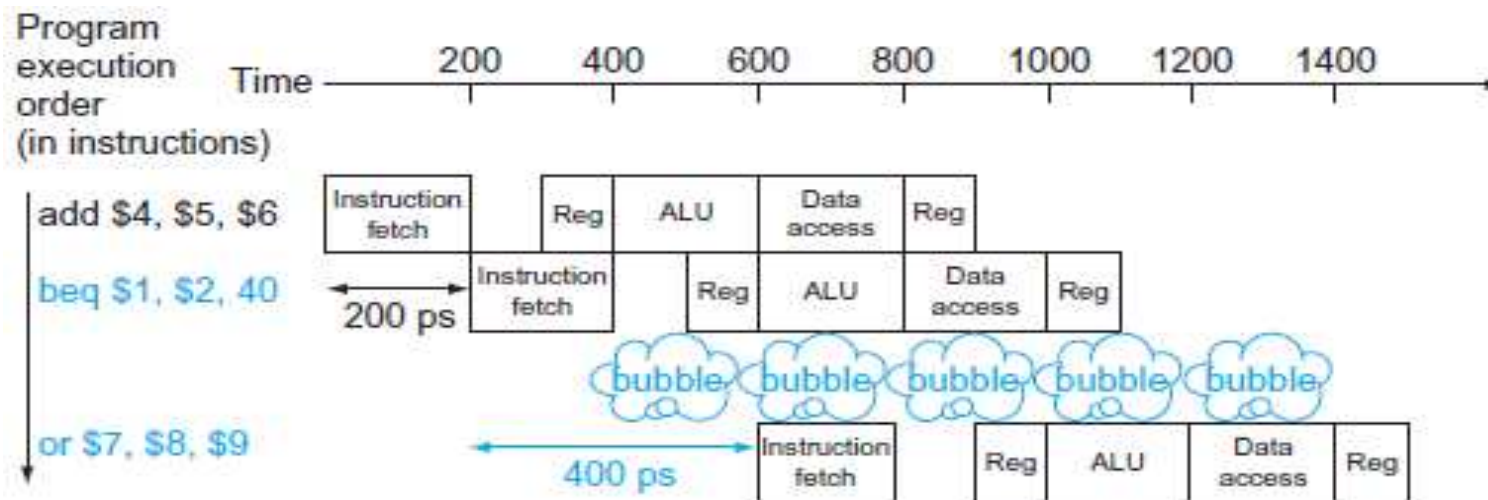 Program
execution
order
(in instructions)
Time
200 400 600 800 1000 1200 1400
add $4, $5, $6
Instruction
fetch
Reg
ALU
Data
access
Reg
beq $1, $2, 40
200 ps
Instruction
fetch
Reg
ALU
Data
access
Reg
bubble bubble bubble bubble bubble
or $7, $8, $9
400 ps
Instruction
fetch
Reg
ALU
Data
access
Reg